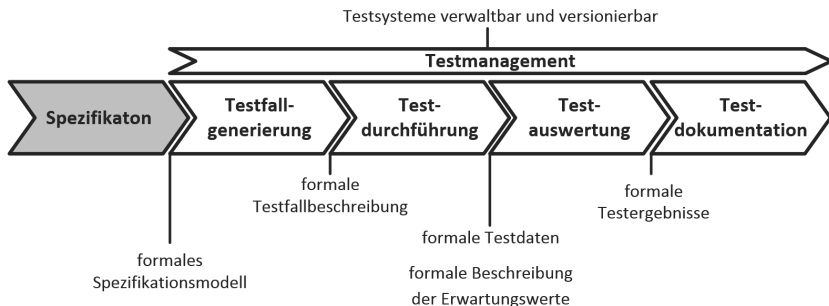 Testsysteme verwaltbar und versionierbar
Testmanagement
Spezifikaton
Testfall-
generierung
Test-
durchführung
Test-
auswertung
Test-
dokumentation
formale
Testfallbeschreibung
formale
Testergebnisse
formales
Spezifikationsmodell
formale Testdaten
formale Beschreibung
der Erwartungswerte